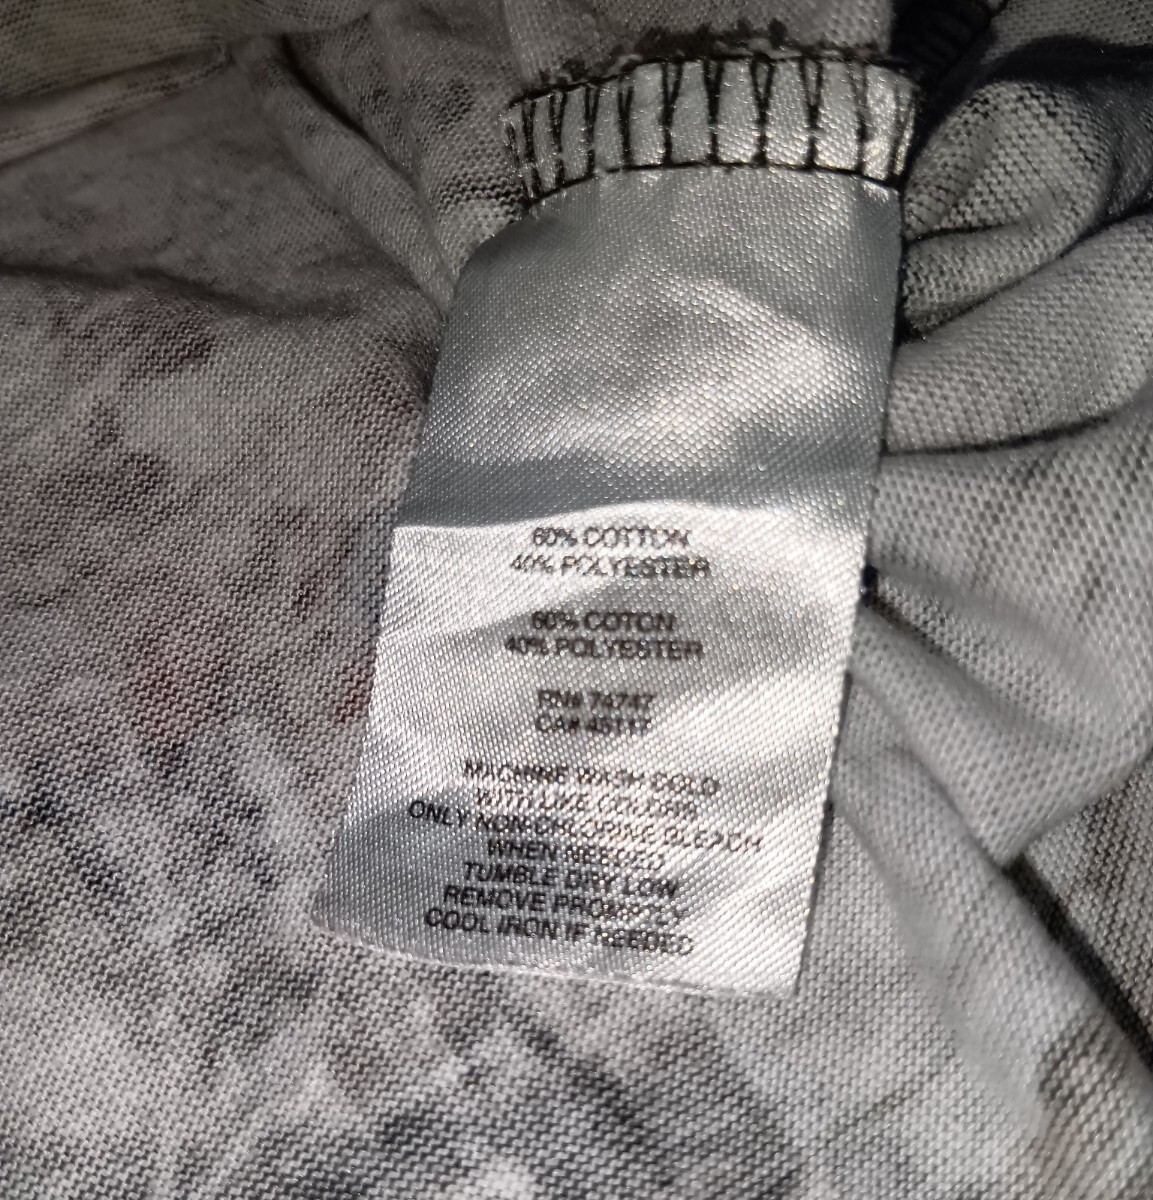 60% COTTON
40% POLYESTER
60% COTON
40% POLYESTER
RN# 74747
CA# 45117
MACHINE WASH COLD
WITH LIKE COLORS
ONLY NON-CHLORINE BLEACH
WHEN NEEDED
TUMBLE DRY LOW
REMOVE PROMPTLY
COOL IRON IF NEEDED